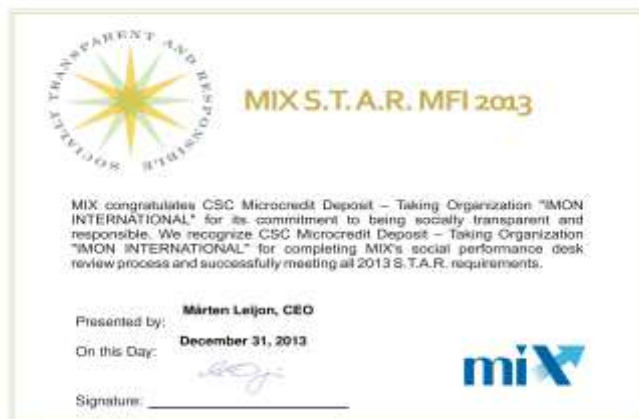 SOCIALLY TRANSPARENT AND RESPONSIBLE
MIX S.T. A.R. MFI 2013
MIX congratulates CSC Microcredit Deposit – Taking Organization "IMON
INTERNATIONAL" for its commitment to being socially transparent and
responsible. We recognize CSC Microcredit Deposit – Taking Organization
"IMON INTERNATIONAL" for completing MIX's social performance desk
review process and successfully meeting all 2013 S.T.A.R. requirements.
Presented by: Mårten Leijon, CEO
On this Day: December 31, 2013
Signature:
mix